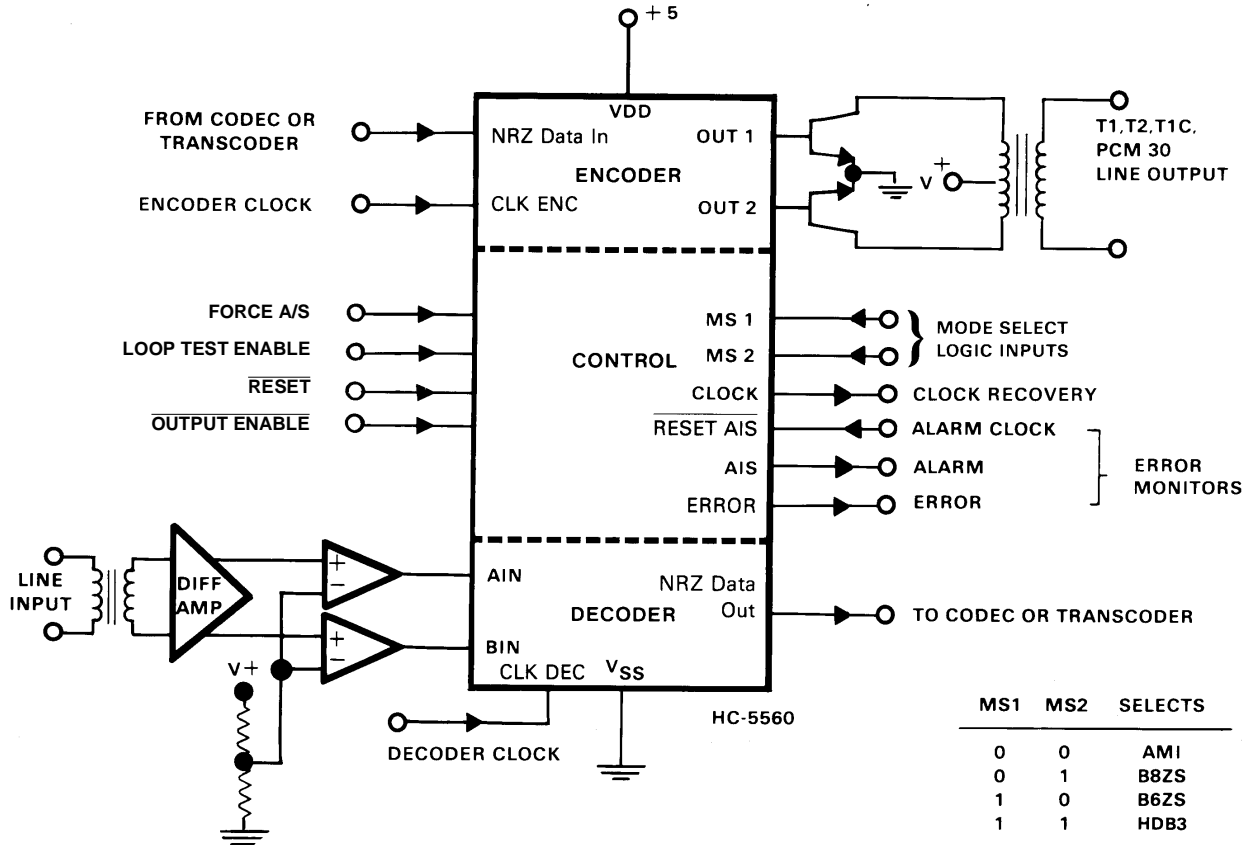 + 5
VDD
FROM CODEC OR
TRANSCODER
NRZ Data In
ENCODER
OUT 1
ENCODER CLOCK
CLK ENC
OUT 2
V
+
T1,T2,T1C,
PCM 30
LINE OUTPUT
FORCE A/S
LOOP TEST ENABLE
RESET
OUTPUT ENABLE
CONTROL
MS 1
MS 2
MODE SELECT
LOGIC INPUTS
CLOCK
CLOCK RECOVERY
RESET AIS
ALARM CLOCK
AIS
ALARM
ERROR
ERROR
ERROR
MONITORS
LINE
INPUT
DIFF
AMP
+
−
+
−
V+
AIN
BIN
DECODER
NRZ Data
Out
TO CODEC OR TRANSCODER
CLK DEC
VSS
DECODER CLOCK
HC-5560
MS1 MS2 SELECTS
0 0 AMI
0 1 B8ZS
1 0 B6ZS
1 1 HDB3